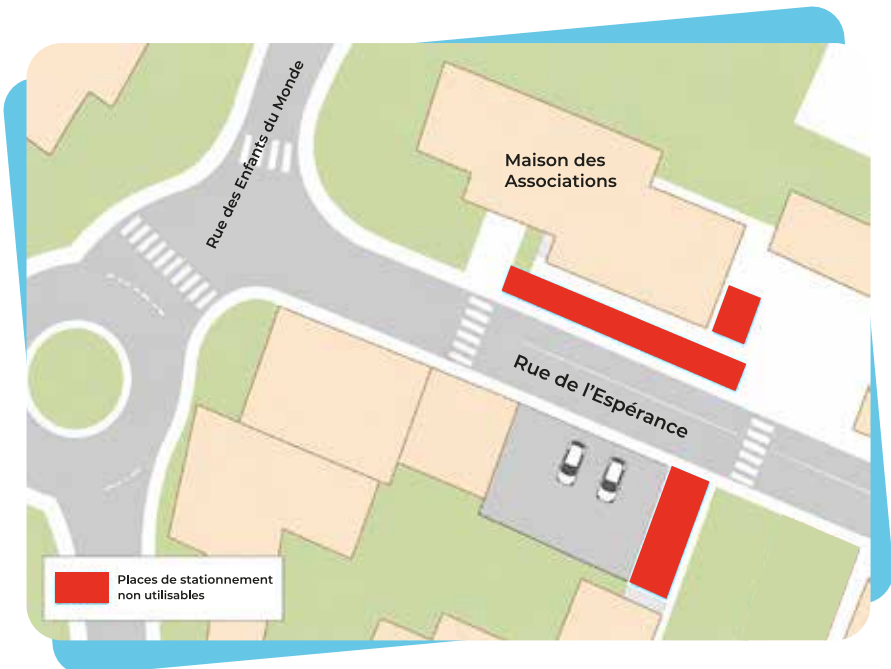 Rue des Enfants du Monde
Maison des
Associations
Rue de l'Espérance
Places de stationnement
non utilisables